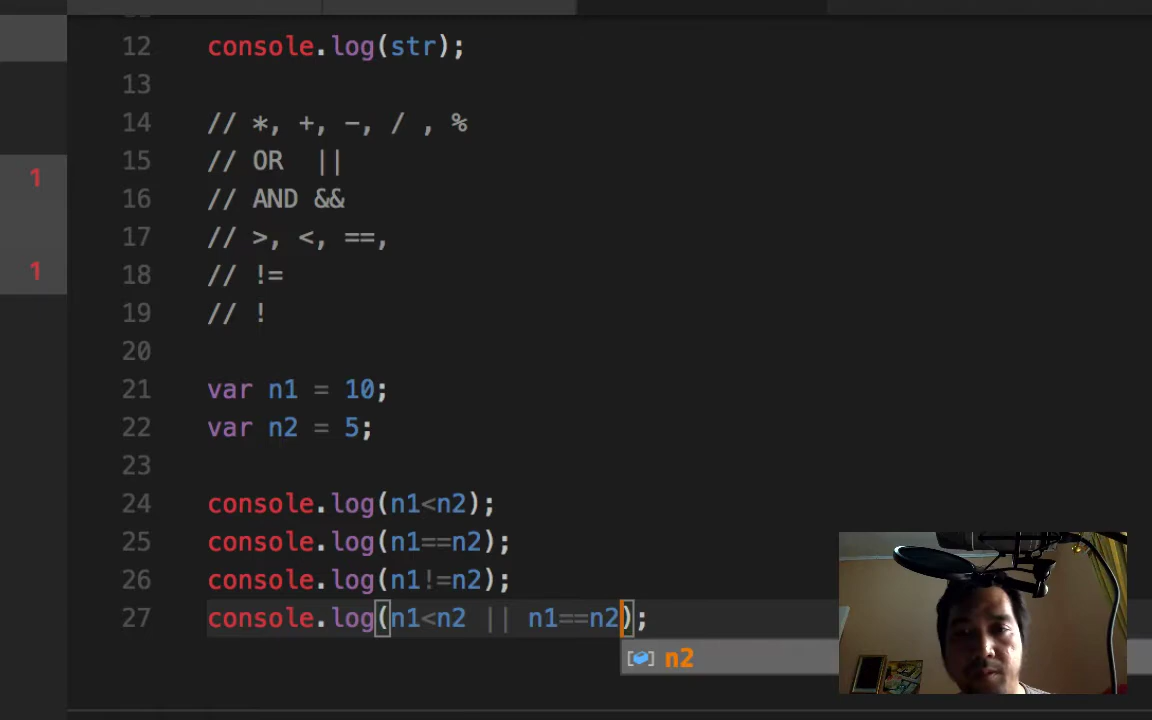 12 console.log(str);
13
14 // *, +, -, / , %
15 // OR  ||
16 // AND &&
17 // >, <, ==,
18 // !=
19 // !
20
21 var n1 = 10;
22 var n2 = 5;
23
24 console.log(n1<n2);
25 console.log(n1==n2);
26 console.log(n1!=n2);
27 console.log(n1<n2 || n1==n2);
n2
1
1